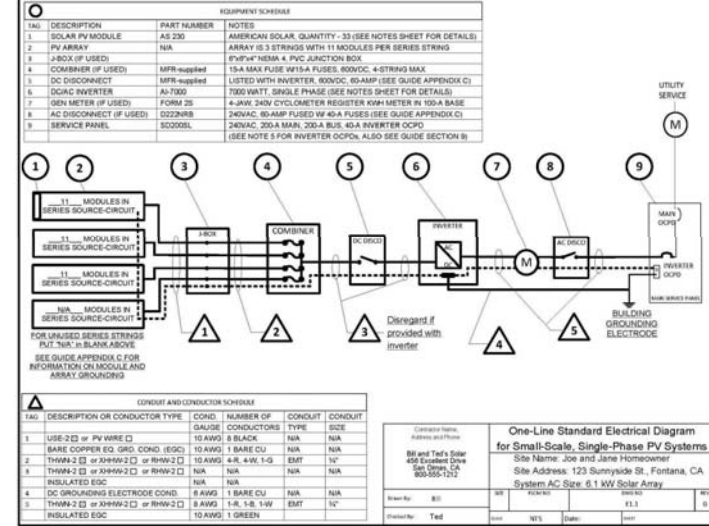 EQUIPMENT SCHEDULE
TAG DESCRIPTION PART NUMBER NOTES
1 SOLAR PV MODULE AS 230 AMERICAN SOLAR, QUANTITY - 33 (SEE NOTES SHEET FOR DETAILS)
2 PV ARRAY N/A ARRAY IS 3 STRINGS WITH 11 MODULES PER SERIES STRING
3 J-BOX (IF USED) 6"x6"x4" NEMA 4, PVC JUNCTION BOX
4 COMBINER (IF USED) MFR-supplied 15-A MAX FUSE W/15-A FUSES, 600VDC, 4-STRING MAX
5 DC DISCONNECT MFR-supplied LISTED WITH INVERTER, 600VDC, 60-AMP (SEE GUIDE APPENDIX C)
6 DC/AC INVERTER AI-7000 7000 WATT, SINGLE PHASE (SEE NOTES SHEET FOR DETAILS)
7 GEN METER (IF USED) FORM 2S 4-JAW, 240V CYCLOMETER REGISTER KWH METER IN 100-A BASE
8 AC DISCONNECT (IF USED) D222NRB 240VAC, 60-AMP FUSED W/ 40-A FUSES (SEE GUIDE APPENDIX C)
9 SERVICE PANEL SD200SL 240VAC, 200-A MAIN, 200-A BUS, 40-A INVERTER OCPD
(SEE NOTE 5 FOR INVERTER OCPDs, ALSO SEE GUIDE SECTION 9)
UTILITY
SERVICE
M
1 2 3 4 5 6 7 8 9
11 MODULES IN
SERIES SOURCE-CIRCUIT
11 MODULES IN
SERIES SOURCE-CIRCUIT
11 MODULES IN
SERIES SOURCE-CIRCUIT
N/A MODULES IN
SERIES SOURCE-CIRCUIT
J-BOX
COMBINER
DC DISCO
INVERTER
AC
DC
M
AC DISCO
MAIN
OCPD
INVERTER
OCPD
MAIN SERVICE PANEL
BUILDING
GROUNDING
ELECTRODE
FOR UNUSED SERIES STRINGS
PUT "N/A" in BLANK ABOVE
SEE GUIDE APPENDIX C FOR
INFORMATION ON MODULE AND
ARRAY GROUNDING
1 2 3 4 5
Disregard if
provided with
inverter
CONDUIT AND CONDUCTOR SCHEDULE
TAG DESCRIPTION OR CONDUCTOR TYPE COND. GAUGE NUMBER OF CONDUCTORS CONDUIT TYPE CONDUIT SIZE
1 USE-2 ☒ or PV WIRE ☐ 10 AWG 8 BLACK N/A N/A
BARE COPPER EQ. GRD. COND. (EGC) 10 AWG 1 BARE CU N/A N/A
2 THWN-2 ☒ or XHHW-2 ☐ or RHW-2 ☐ 10 AWG 4-R, 4-W, 1-G EMT ¾"
3 THWN-2 ☐ or XHHW-2 ☐ or RHW-2 ☐ N/A N/A N/A N/A
INSULATED EGC N/A N/A N/A
4 DC GROUNDING ELECTRODE COND. 6 AWG 1 BARE CU N/A N/A
5 THWN-2 ☒ or XHHW-2 ☐ or RHW-2 ☐ 8 AWG 1-R, 1-B, 1-W EMT ¾"
INSULATED EGC 10 AWG 1 GREEN
Contractor Name,
Address and Phone
Bill and Ted's Solar
456 Excellent Drive
San Dimas, CA
800-555-1212
Drawn By: Bill
Checked By: Ted
One-Line Standard Electrical Diagram
for Small-Scale, Single-Phase PV Systems
Site Name: Joe and Jane Homeowner
Site Address: 123 Sunnyside St., Fontana, CA
System AC Size: 6.1 kW Solar Array
SIZE FSCM NO DWG NO REV
E1.1 0
NTS Date: SHEET